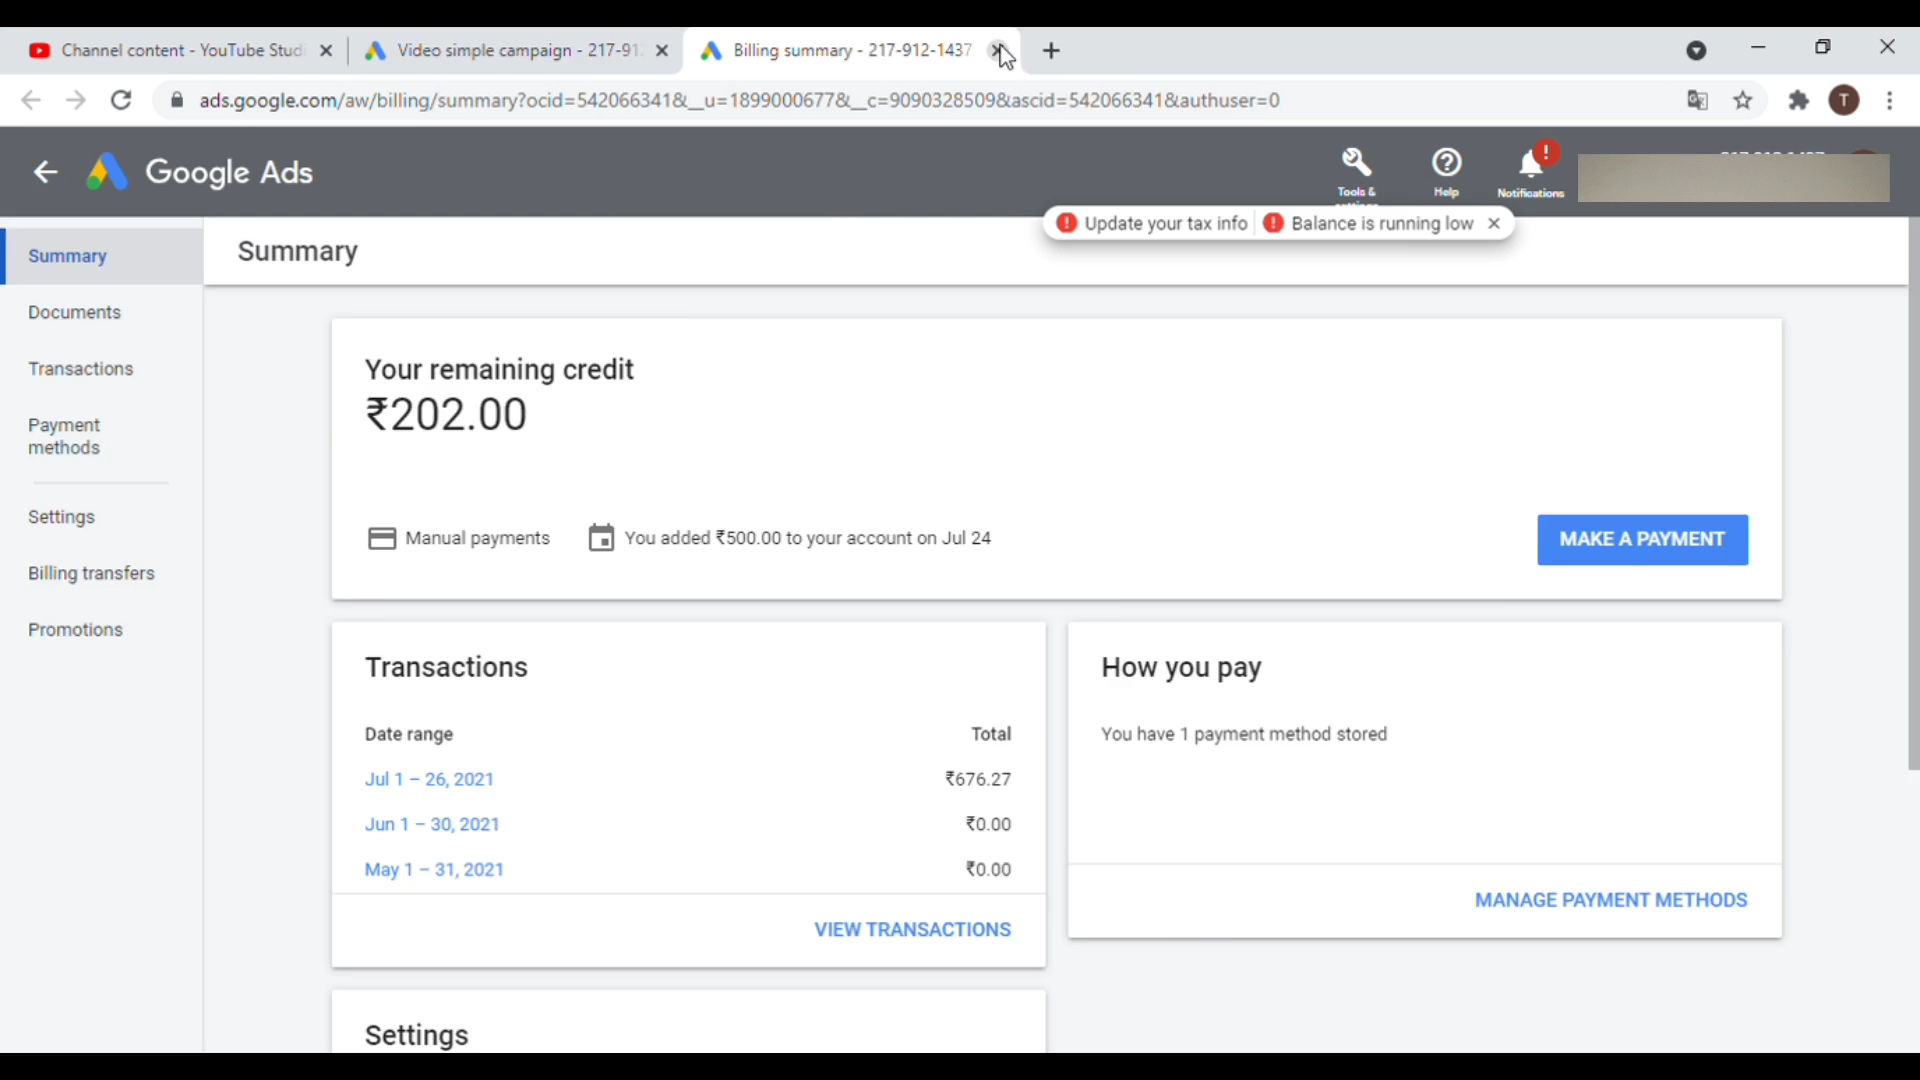 Channel content - YouTube Studi
Video simple campaign - 217-91
Billing summary - 217-912-1437
ads.google.com/aw/billing/summary?ocid=542066341&__u=1899000677&__c=9090328509&ascid=542066341&authuser=0
T
Google Ads
Tools &
Help
Notifications
Update your tax info
Balance is running low
Summary
Documents
Transactions
Payment
methods
Settings
Billing transfers
Promotions
Summary
Your remaining credit
₹202.00
Manual payments
You added ₹500.00 to your account on Jul 24
MAKE A PAYMENT
Transactions
Date range Total
Jul 1 – 26, 2021 ₹676.27
Jun 1 – 30, 2021 ₹0.00
May 1 – 31, 2021 ₹0.00
VIEW TRANSACTIONS
How you pay
You have 1 payment method stored
MANAGE PAYMENT METHODS
Settings